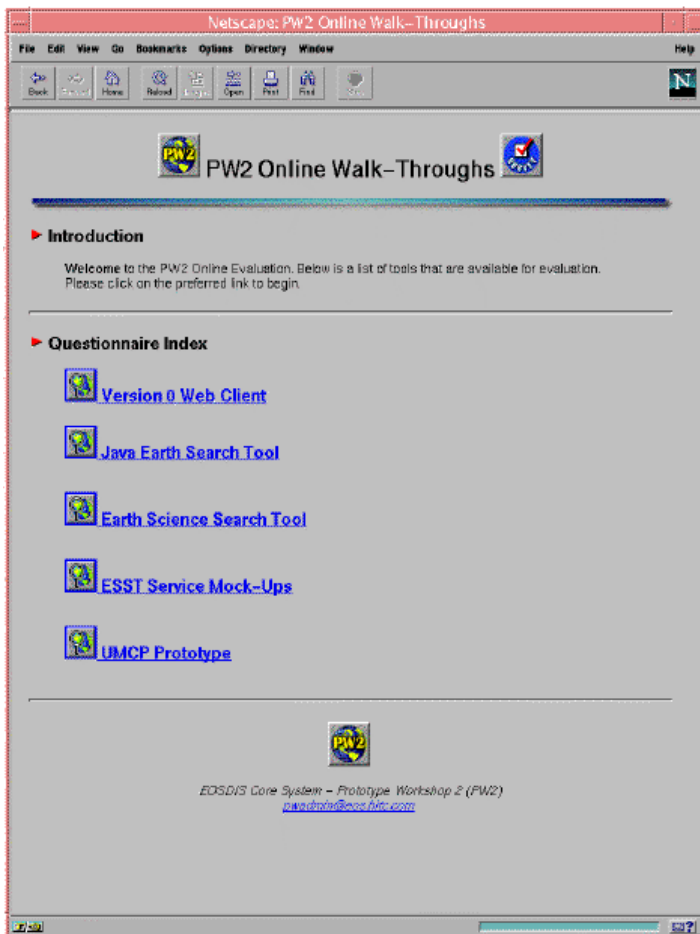 Netscape: PW2 Online Walk-Throughs
File Edit View Go Bookmarks Options Directory Window Help
Back Home Reload Open Print Find
N
PW2 PW2 Online Walk-Throughs
Introduction
Welcome to the PW2 Online Evaluation. Below is a list of tools that are available for evaluation.
Please click on the preferred link to begin.
Questionnaire Index
Version 0 Web Client
Java Earth Search Tool
Earth Science Search Tool
ESST Service Mock-Ups
UMCP Prototype
PW2
EOSDIS Core System - Prototype Workshop 2 (PW2)
pwadmin@eos.hitc.com